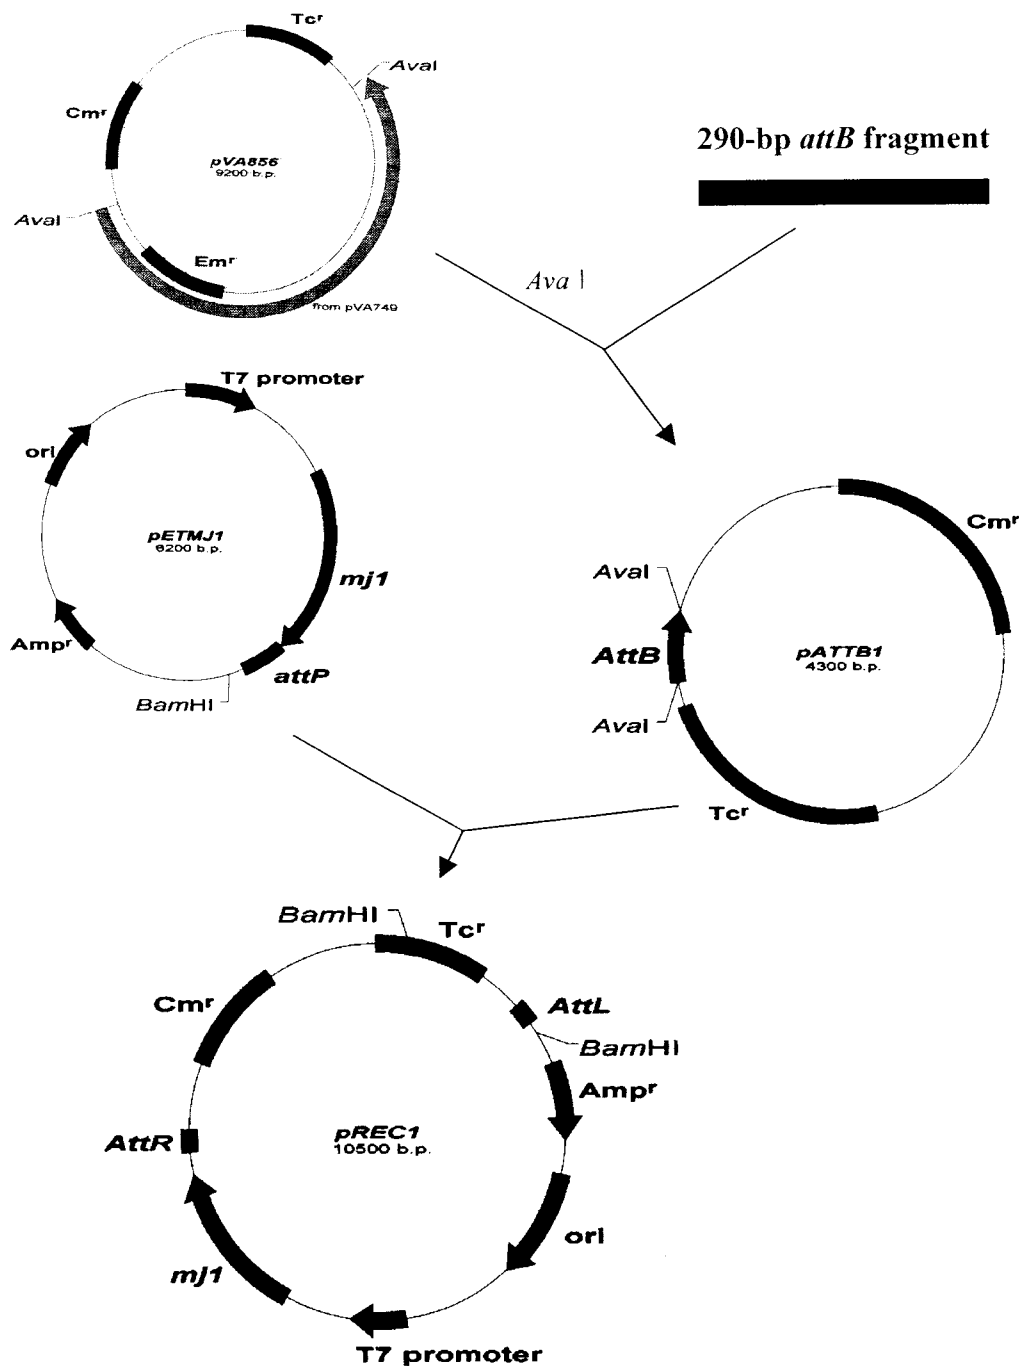 Tcʳ
AvaI
Cmʳ
pVA856
9200 b.p.
AvaI
Emʳ
from pVA749
290-bp attB fragment
Ava I
T7 promoter
ori
pETMJ1
6200 b.p.
mj1
Ampʳ
attP
BamHI
Cmʳ
AvaI
AttB
pATTB1
4300 b.p.
AvaI
Tcʳ
BamHI
Tcʳ
Cmʳ
AttL
BamHI
Ampʳ
pREC1
10500 b.p.
AttR
ori
mj1
T7 promoter